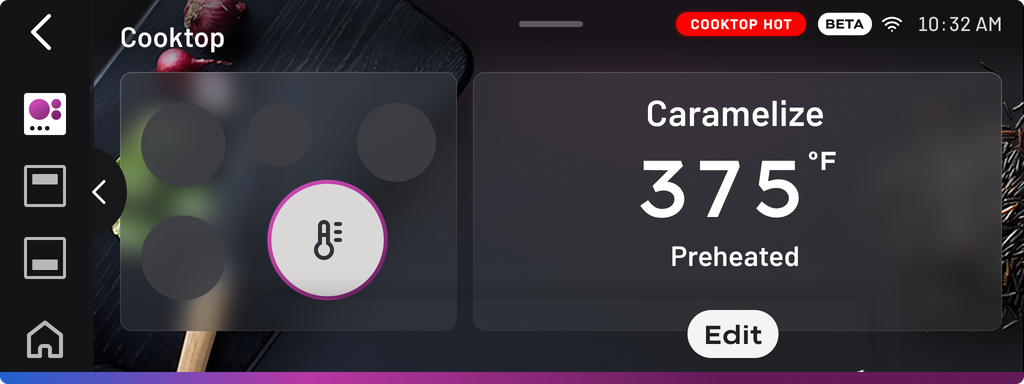 Cooktop
COOKTOP HOT
BETA
10:32 AM
Caramelize
375°F
Preheated
Edit